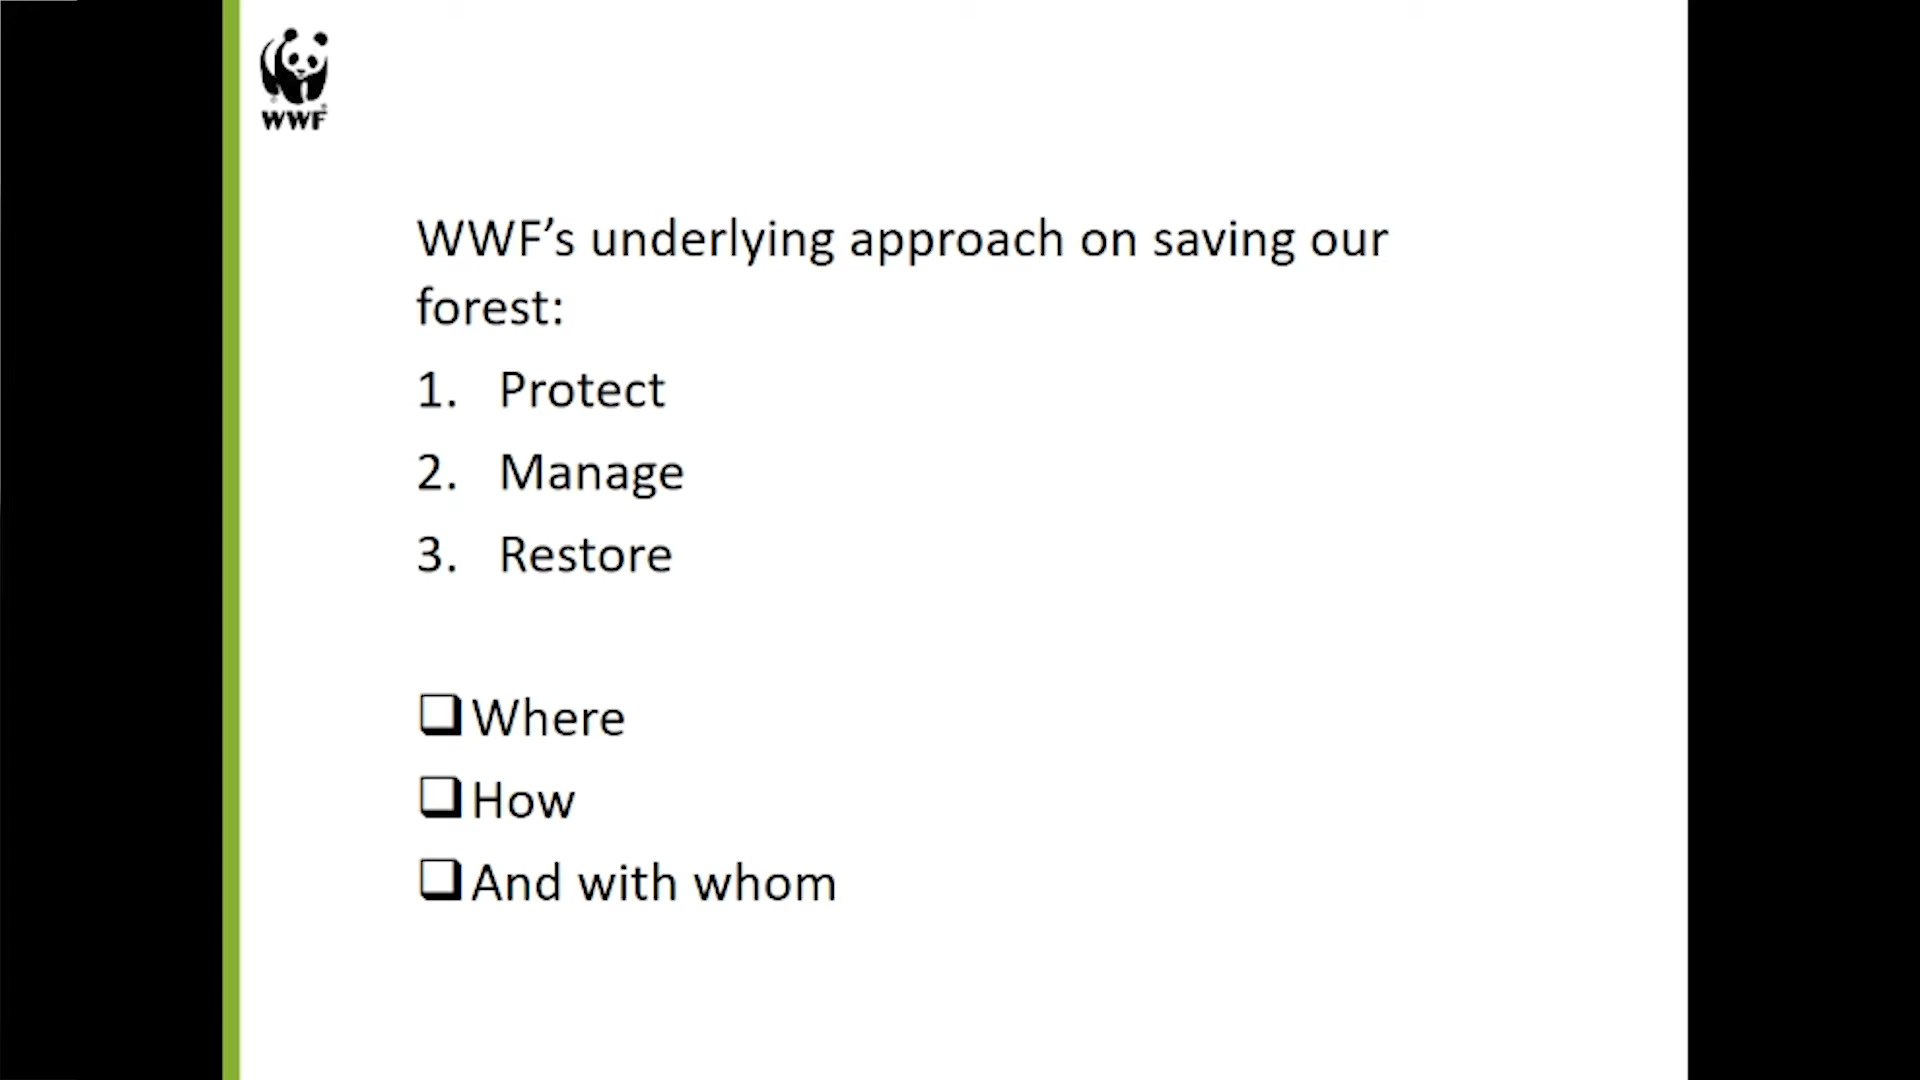 WWF
WWF’s underlying approach on saving our
forest:
1. Protect
2. Manage
3. Restore
❑Where
❑How
❑And with whom